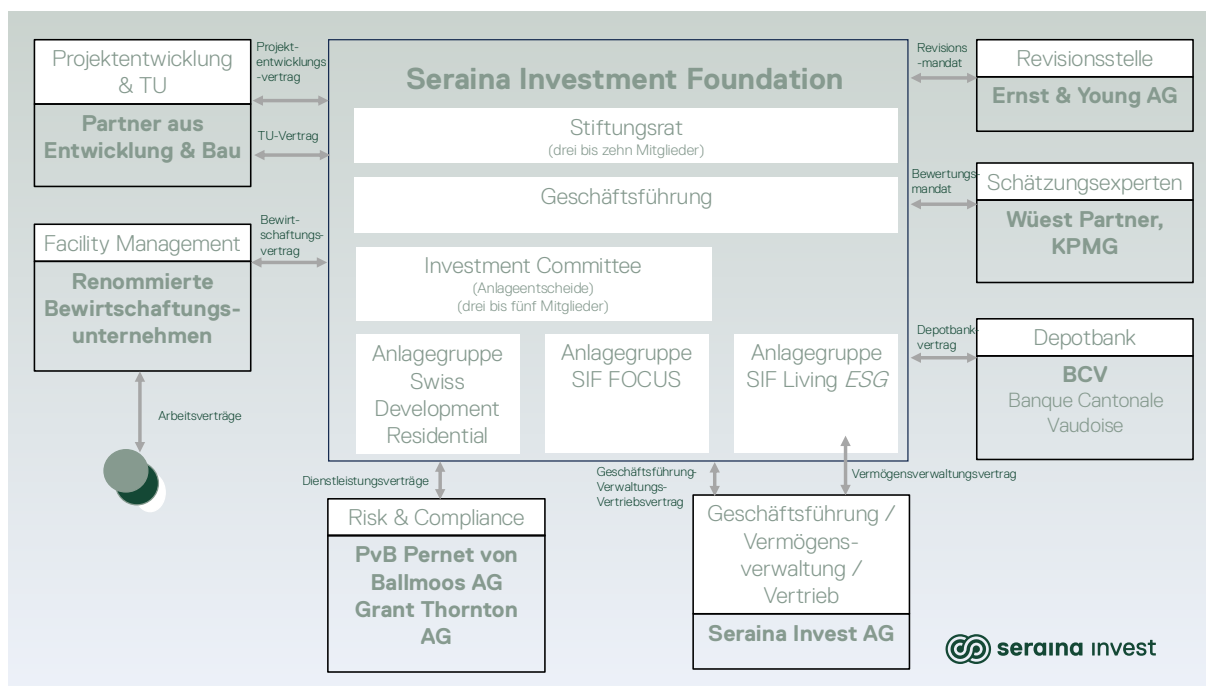 Projektentwicklung
& TU
Partner aus
Entwicklung & Bau
Projekt-
entwicklungs
-vertrag
TU-Vertrag
Facility Management
Renommierte
Bewirtschaftungs-
unternehmen
Bewirt-
schaftungs-
vertrag
Arbeitsverträge
Seraina Investment Foundation
Stiftungsrat
(drei bis zehn Mitglieder)
Geschäftsführung
Investment Committee
(Anlageentscheide)
(drei bis fünf Mitglieder)
Anlagegruppe
Swiss
Development
Residential
Anlagegruppe
SIF FOCUS
Anlagegruppe
SIF Living ESG
Revisions
-mandat
Revisionsstelle
Ernst & Young AG
Bewertungs-
mandat
Schätzungsexperten
Wüest Partner,
KPMG
Depotbank-
vertrag
Depotbank
BCV
Banque Cantonale
Vaudoise
Dienstleistungsverträge
Risk & Compliance
PvB Pernet von
Ballmoos AG
Grant Thornton
AG
Geschäftsführung-
Verwaltungs-
Vertriebsvertrag
Vermögensverwaltungsvertrag
Geschäftsführung /
Vermögens-
verwaltung /
Vertrieb
Seraina Invest AG
seraina invest